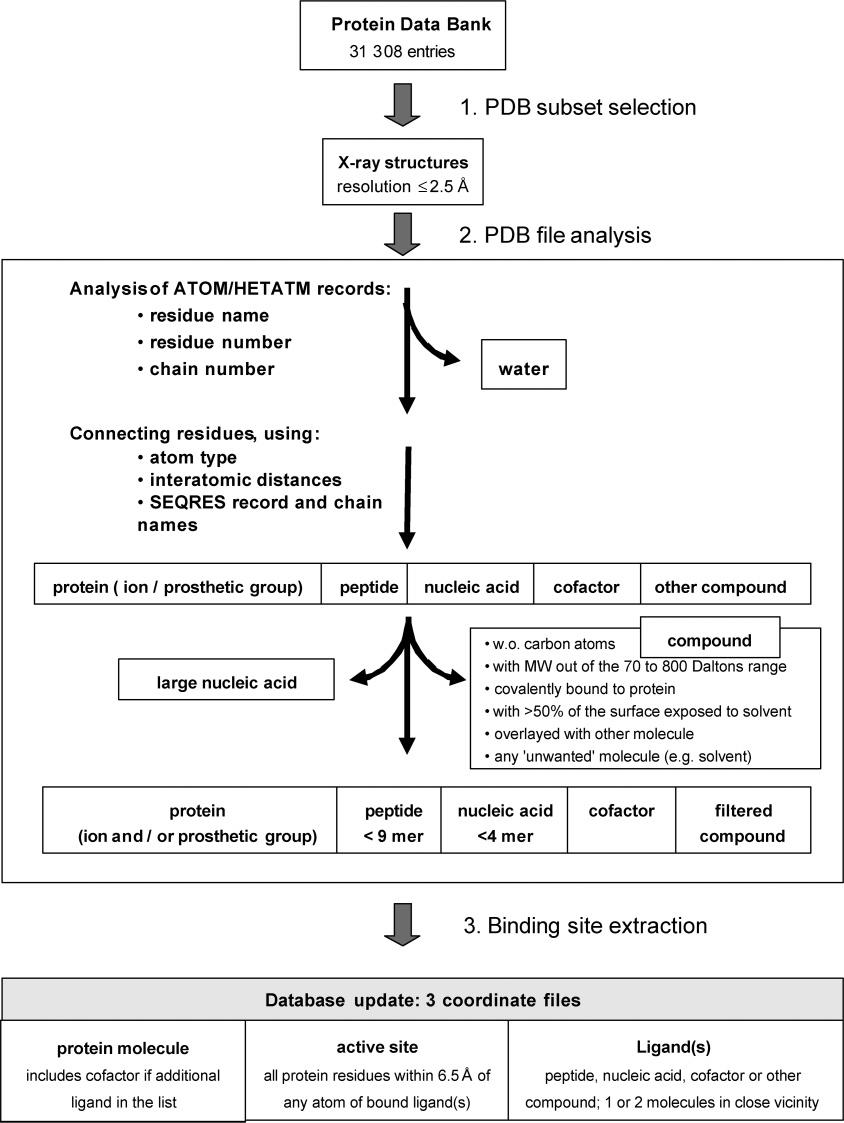 Protein Data Bank
31 308 entries
1. PDB subset selection
X-ray structures
resolution ≤2.5 Å
2. PDB file analysis
Analysis of ATOM/HETATM records:
• residue name
• residue number
• chain number
water
Connecting residues, using:
• atom type
• interatomic distances
• SEQRES record and chain
names
protein ( ion / prosthetic group) peptide nucleic acid cofactor other compound
large nucleic acid
compound
• w.o. carbon atoms
• with MW out of the 70 to 800 Daltons range
• covalently bound to protein
• with >50% of the surface exposed to solvent
• overlayed with other molecule
• any 'unwanted' molecule (e.g. solvent)
protein
(ion and / or prosthetic group)
peptide
< 9 mer
nucleic acid
<4 mer
cofactor
filtered
compound
3. Binding site extraction
Database update: 3 coordinate files
protein molecule
includes cofactor if additional
ligand in the list
active site
all protein residues within 6.5 Å of
any atom of bound ligand(s)
Ligand(s)
peptide, nucleic acid, cofactor or other
compound; 1 or 2 molecules in close vicinity